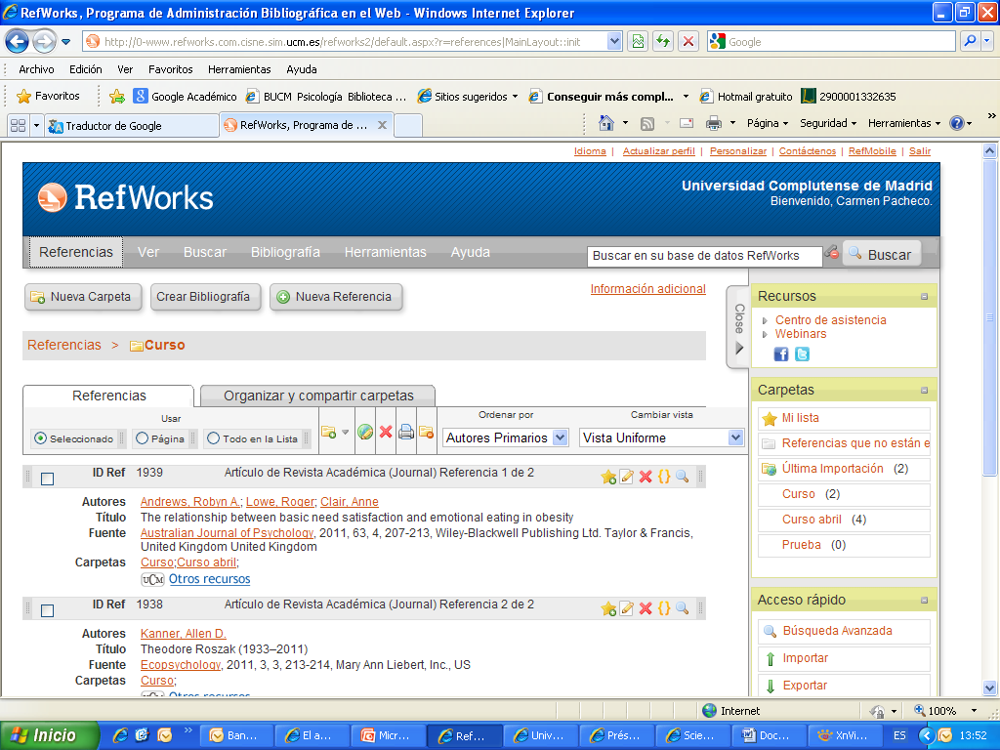 RefWorks, Programa de Administración Bibliográfica en el Web - Windows Internet Explorer
http://0-www.refworks.com.cisne.sim.ucm.es/refworks2/default.aspx?r=references|MainLayout::init
Google
Archivo Edición Ver Favoritos Herramientas Ayuda
Favoritos Google Académico BUCM Psicología Biblioteca ... Sitios sugeridos Conseguir más compl... Hotmail gratuito 2900001332635
Traductor de Google RefWorks, Programa de ... Página Seguridad Herramientas
Idioma | Actualizar perfil | Personalizar | Contáctenos | RefMobile | Salir
RefWorks
Universidad Complutense de Madrid
Bienvenido, Carmen Pacheco.
Referencias Ver Buscar Bibliografía Herramientas Ayuda Buscar en su base de datos RefWorks Buscar
Nueva Carpeta Crear Bibliografía Nueva Referencia Información adicional
Referencias > Curso
Referencias Organizar y compartir carpetas
Usar Ordenar por Cambiar vista
Seleccionado Página Todo en la Lista Autores Primarios Vista Uniforme
ID Ref 1939 Artículo de Revista Académica (Journal) Referencia 1 de 2
Autores Andrews, Robyn A.; Lowe, Roger; Clair, Anne
Título The relationship between basic need satisfaction and emotional eating in obesity
Fuente Australian Journal of Psychology, 2011, 63, 4, 207-213, Wiley-Blackwell Publishing Ltd. Taylor & Francis,
United Kingdom United Kingdom
Carpetas Curso;Curso abril;
UCM Otros recursos
ID Ref 1938 Artículo de Revista Académica (Journal) Referencia 2 de 2
Autores Kanner, Allen D.
Título Theodore Roszak (1933–2011)
Fuente Ecopsychology, 2011, 3, 3, 213-214, Mary Ann Liebert, Inc., US
Carpetas Curso;
Otros recursos
Close
Recursos
Centro de asistencia
Webinars
Carpetas
Mi lista
Referencias que no están e
Última Importación (2)
Curso (2)
Curso abril (4)
Prueba (0)
Acceso rápido
Búsqueda Avanzada
Importar
Exportar
Internet 100%
Inicio Ban... El a... Micr... Ref... Univ... Prés... Scie... Doc... XnVi... ES 13:52